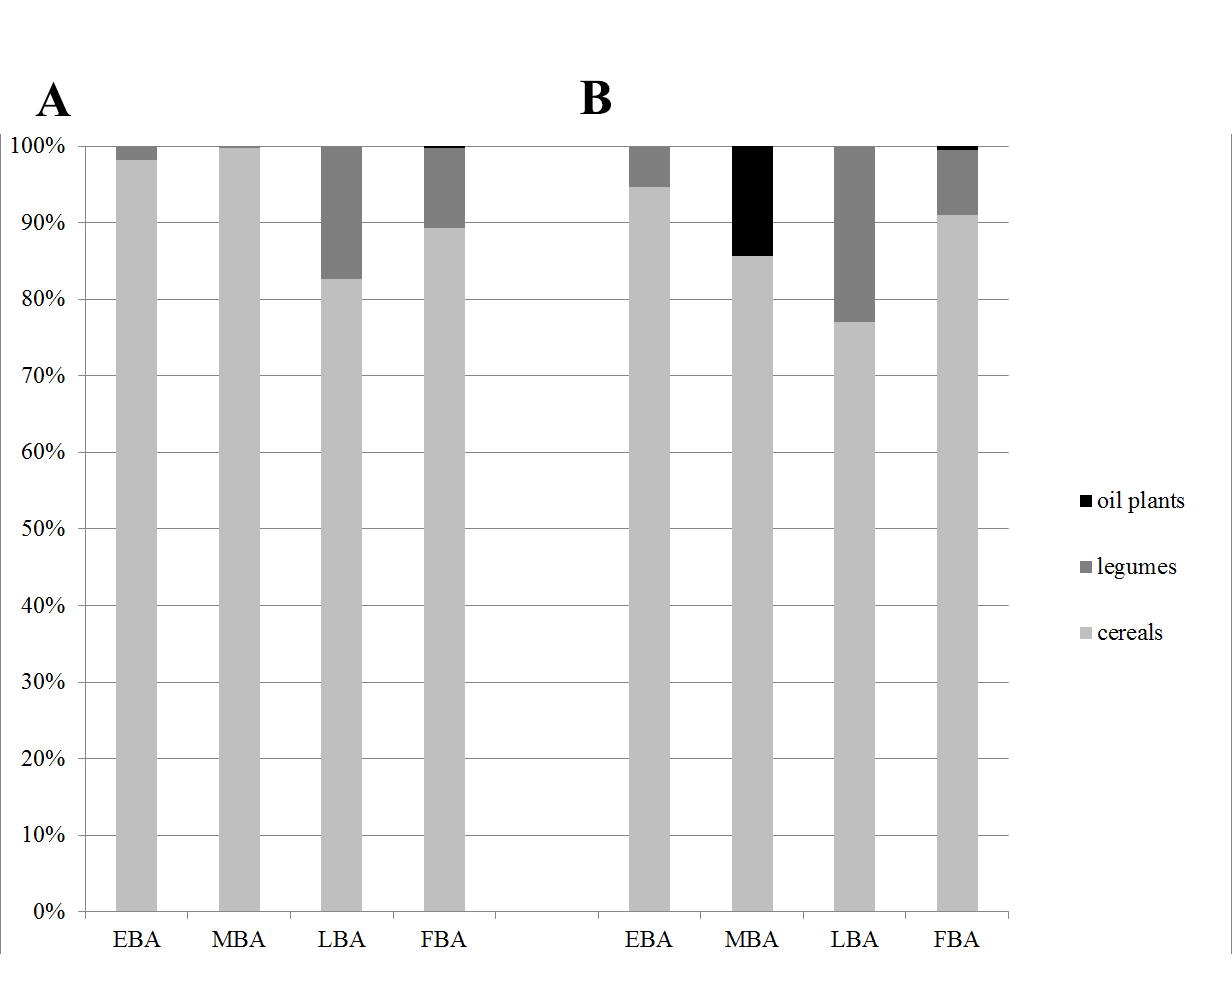 A
B
100%
90%
80%
70%
60%
50%
40%
30%
20%
10%
0%
EBA MBA LBA FBA EBA MBA LBA FBA
oil plants
legumes
cereals